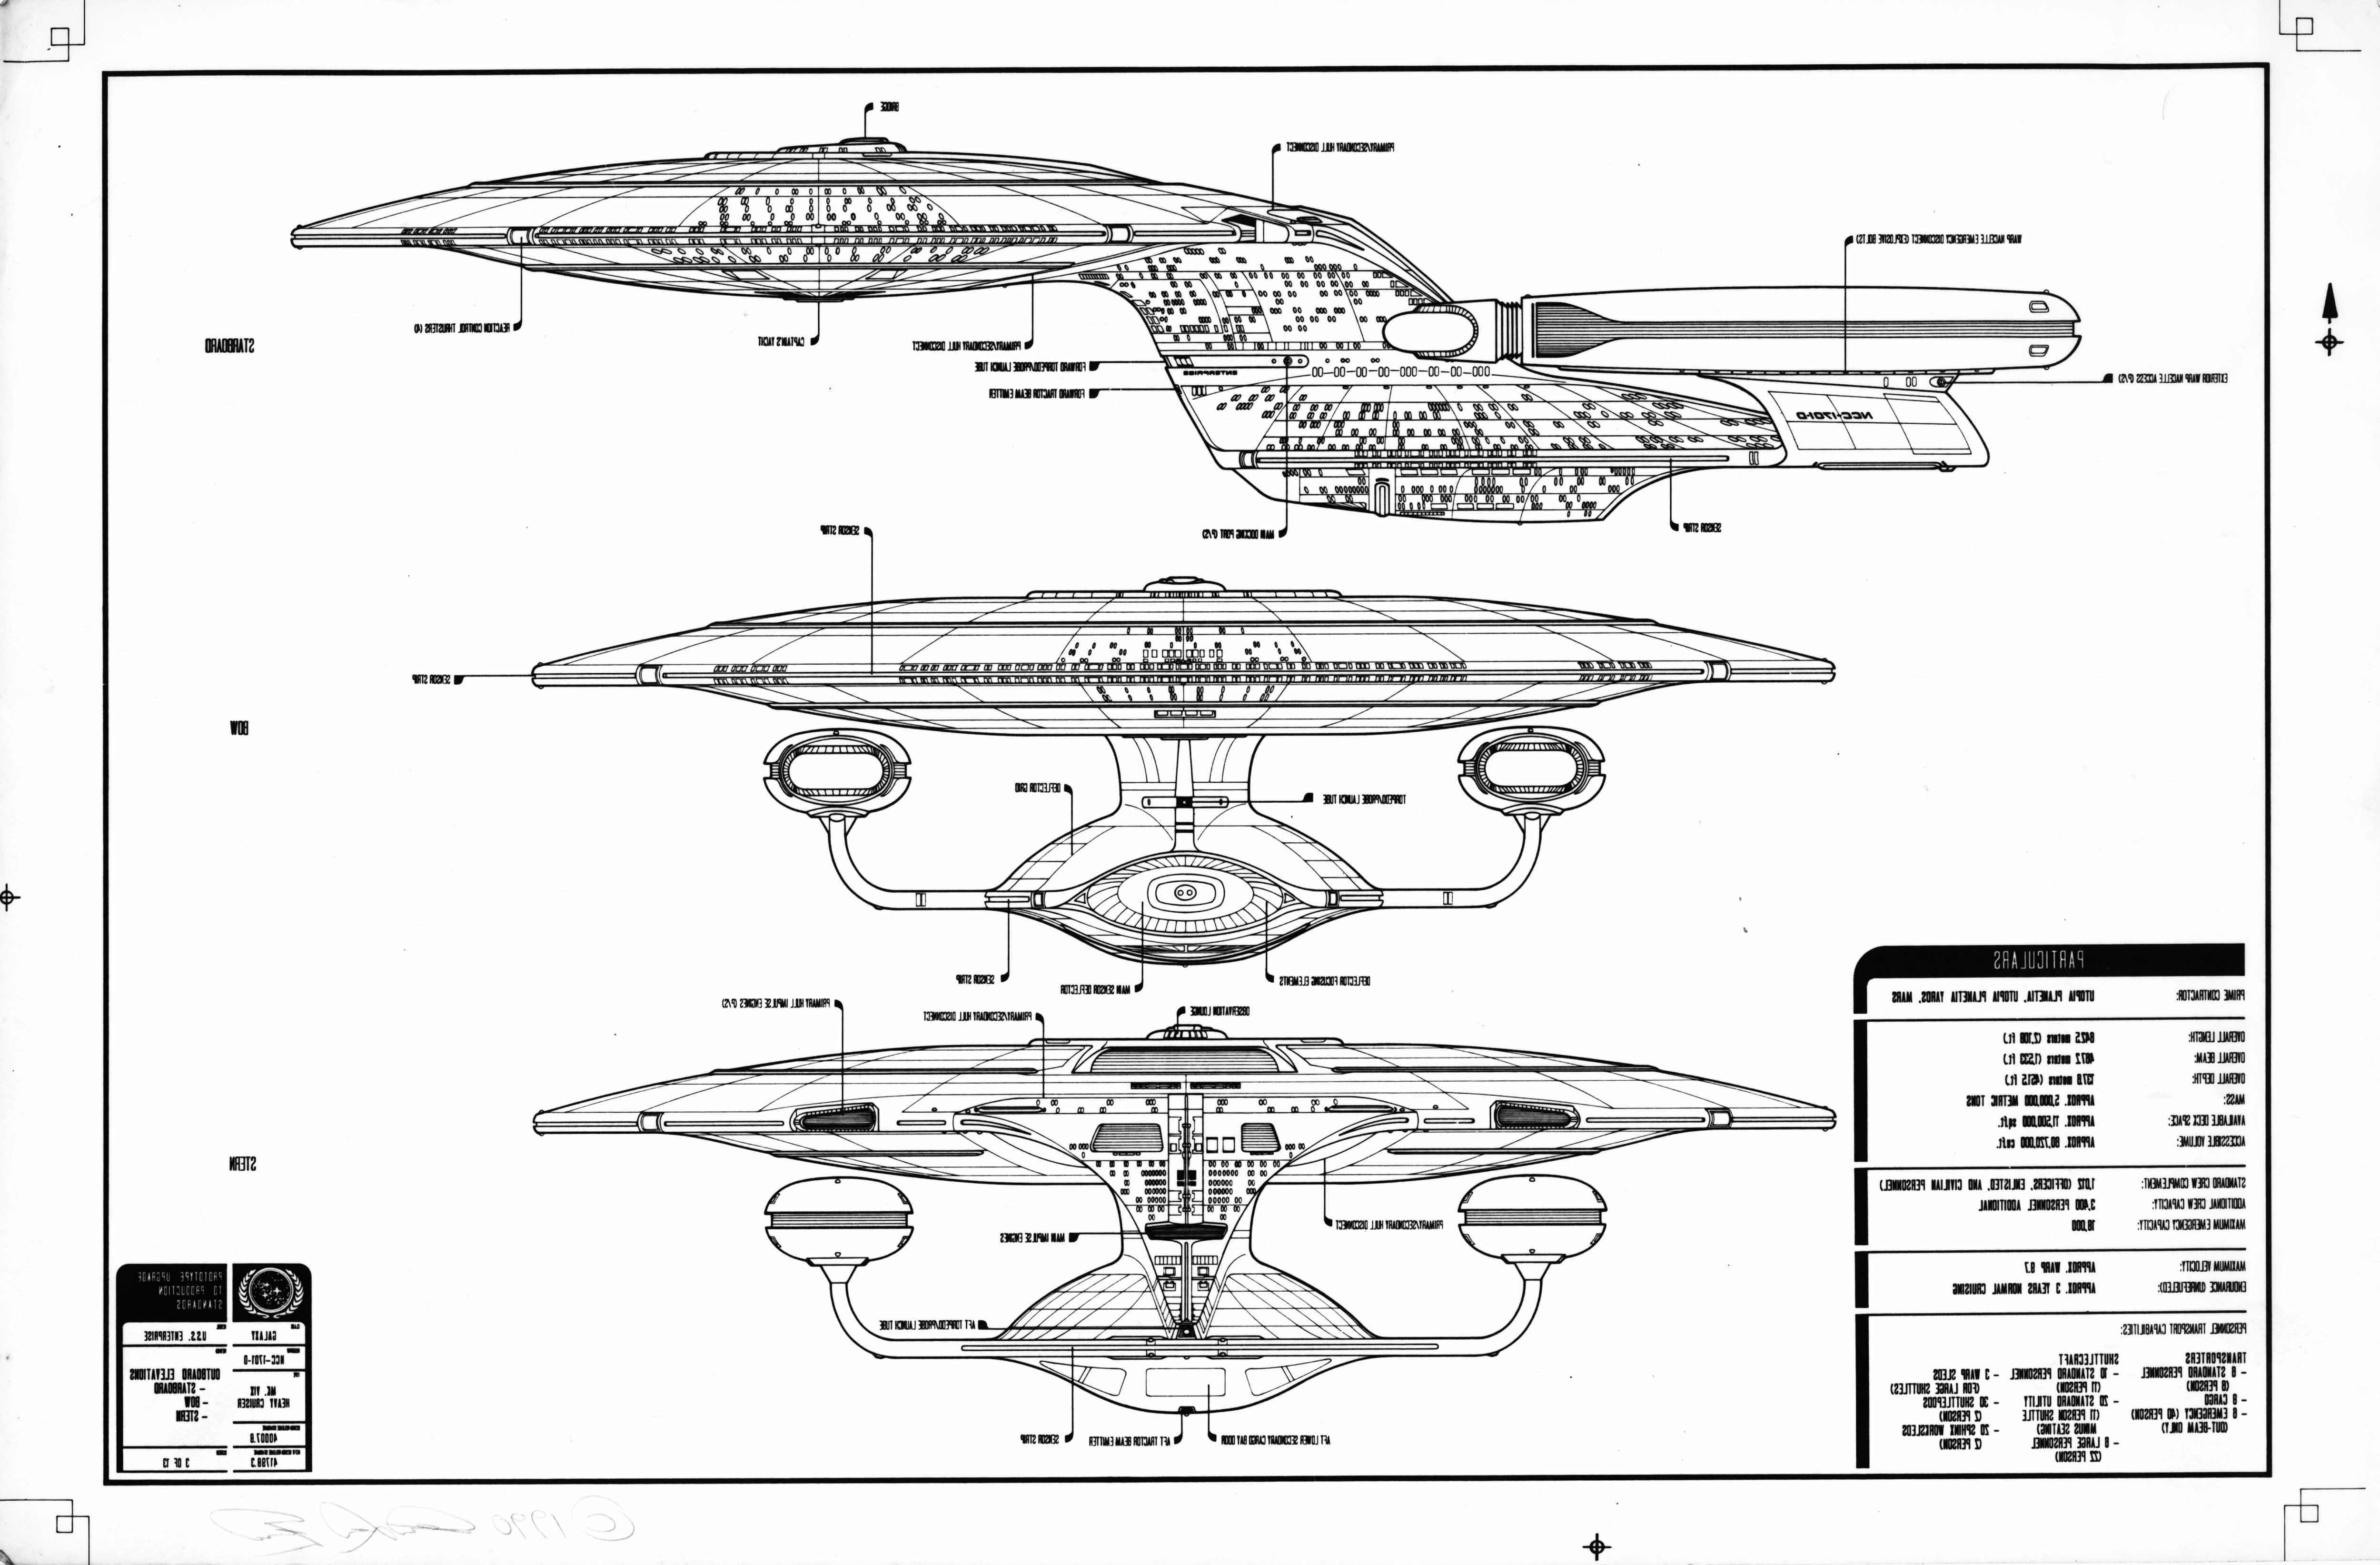 BRIDGE
PRIMARY/SECONDARY HULL DISCONNECT
WARP NACELLE EMERGENCY DISCONNECT (EXPLOSIVE BOLTS)
REACTION CONTROL THRUSTERS (4)
CAPTAIN'S YACHT
PRIMARY/SECONDARY HULL DISCONNECT
STARBOARD
FORWARD TORPEDO/PROBE LAUNCH TUBE
ENTERPRISE
FORWARD TRACTOR BEAM EMITTER
EXTERIOR WARP NACELLE ACCESS (P/S)
NCC-1701-D
MAIN DOCKING PORT (P/S)
SENSOR STRIP
SENSOR STRIP
SENSOR STRIP
BOW
DEFLECTOR GRID
TORPEDO/PROBE LAUNCH TUBE
SENSOR STRIP
MAIN SENSOR DEFLECTOR
DEFLECTOR FOCUSING ELEMENTS
PRIMARY HULL IMPULSE ENGINES (P/S)
PRIMARY/SECONDARY HULL DISCONNECT
OBSERVATION LOUNGE
STERN
MAIN IMPULSE ENGINES
PRIMARY/SECONDARY HULL DISCONNECT
AFT TORPEDO/PROBE LAUNCH TUBE
SENSOR STRIP
AFT TRACTOR BEAM EMITTER
AFT LOWER SECONDARY CARGO BAY DOOR
PARTICULARS
PRIME CONTRACTOR: UTOPIA PLANETIA, UTOPIA PLANETIA YARDS, MARS
OVERALL LENGTH: 642.5 meters (2,108 ft.)
OVERALL BEAM: 467.2 meters (1,533 ft.)
OVERALL DEPTH: 137.6 meters (451.5 ft.)
MASS: APPROX. 5,000,000 METRIC TONS
AVAILABLE DECK SPACE: APPROX. 11,500,000 sq.ft.
ACCESSIBLE VOLUME: APPROX. 80,720,000 cu.ft.
STANDARD CREW COMPLEMENT: 1,012 (OFFICERS, ENLISTED, AND CIVILIAN PERSONNEL)
ADDITIONAL CREW CAPACITY: 3,400 PERSONNEL ADDITIONAL
MAXIMUM EMERGENCY CAPACITY: 18,000
MAXIMUM VELOCITY: APPROX. WARP 9.7
ENDURANCE (UNREFUELED): APPROX. 3 YEARS NORMAL CRUISING
PERSONNEL TRANSPORT CAPABILITIES:
TRANSPORTERS
- 6 STANDARD PERSONNEL
(6 PERSON)
- 8 CARGO
- 6 EMERGENCY (40 PERSON)
(OUT-BEAM ONLY)
SHUTTLECRAFT
- 10 STANDARD PERSONNEL
(11 PERSON)
- 20 STANDARD UTILITY
(11 PERSON SHUTTLE
MINUS SEATING)
- 6 LARGE PERSONNEL
(22 PERSON)
- 3 WARP SLEDS
(FOR LARGE SHUTTLES)
- 30 SHUTTLEPODS
(2 PERSON)
- 20 SPHINX WORKSLEDS
(2 PERSON)
PROTOTYPE UPGRADE
TO PRODUCTION
STANDARDS
CLASS
GALAXY
NAME
U.S.S. ENTERPRISE
NCC-1701-D
TYPE
MK. VIX
HEAVY CRUISER
OUTBOARD ELEVATIONS
- STARBOARD
- BOW
- STERN
40007.8
41799.3
3 OF 13
© 1990